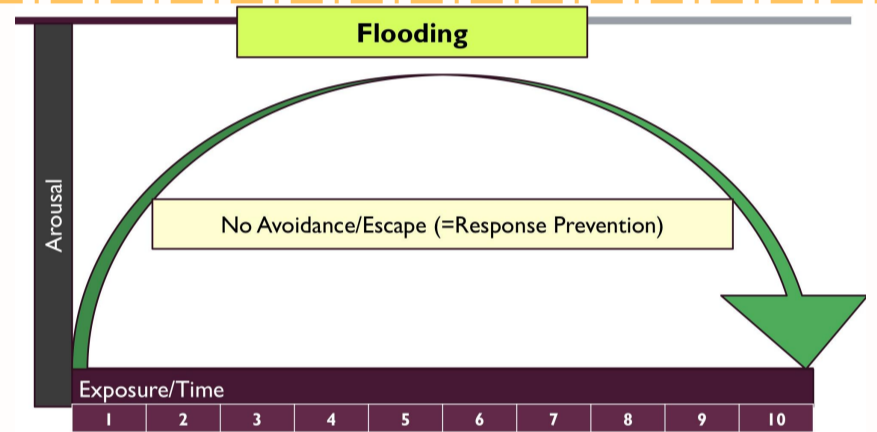 Flooding
Arousal
No Avoidance/Escape (=Response Prevention)
Exposure/Time
1 2 3 4 5 6 7 8 9 10